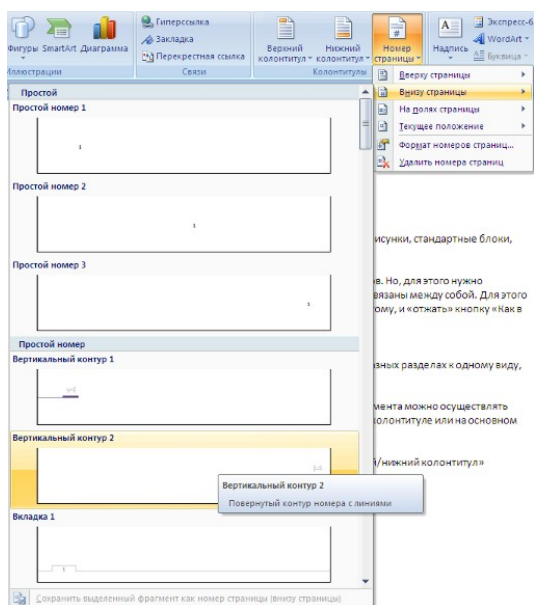 Фигуры SmartArt Диаграмма
Иллюстрации
Гиперссылка
Закладка
Перекрестная ссылка
Связи
Верхний колонтитул
Нижний колонтитул
Номер страницы
Колонтитулы
Надпись
Экспресс-б
WordArt
Буквица
Вверху страницы
Внизу страницы
На полях страницы
Текущее положение
Формат номеров страниц...
Удалить номера страниц
Простой
Простой номер 1
1
Простой номер 2
1
Простой номер 3
1
Простой номер
Вертикальный контур 1
Вертикальный контур 2
Вертикальный контур 2
Повернутый контур номера с линиями
Вкладка 1
1
Сохранить выделенный фрагмент как номер страницы (внизу страницы)
исунки, стандартные блоки,
в. Но, для этого нужно
вязаны между собой. Для этого
тому, и «отжать» кнопку «Как в
зных разделах к одному виду,
мента можно осуществлять
колонтитуле или на основном
й/нижний колонтитул»